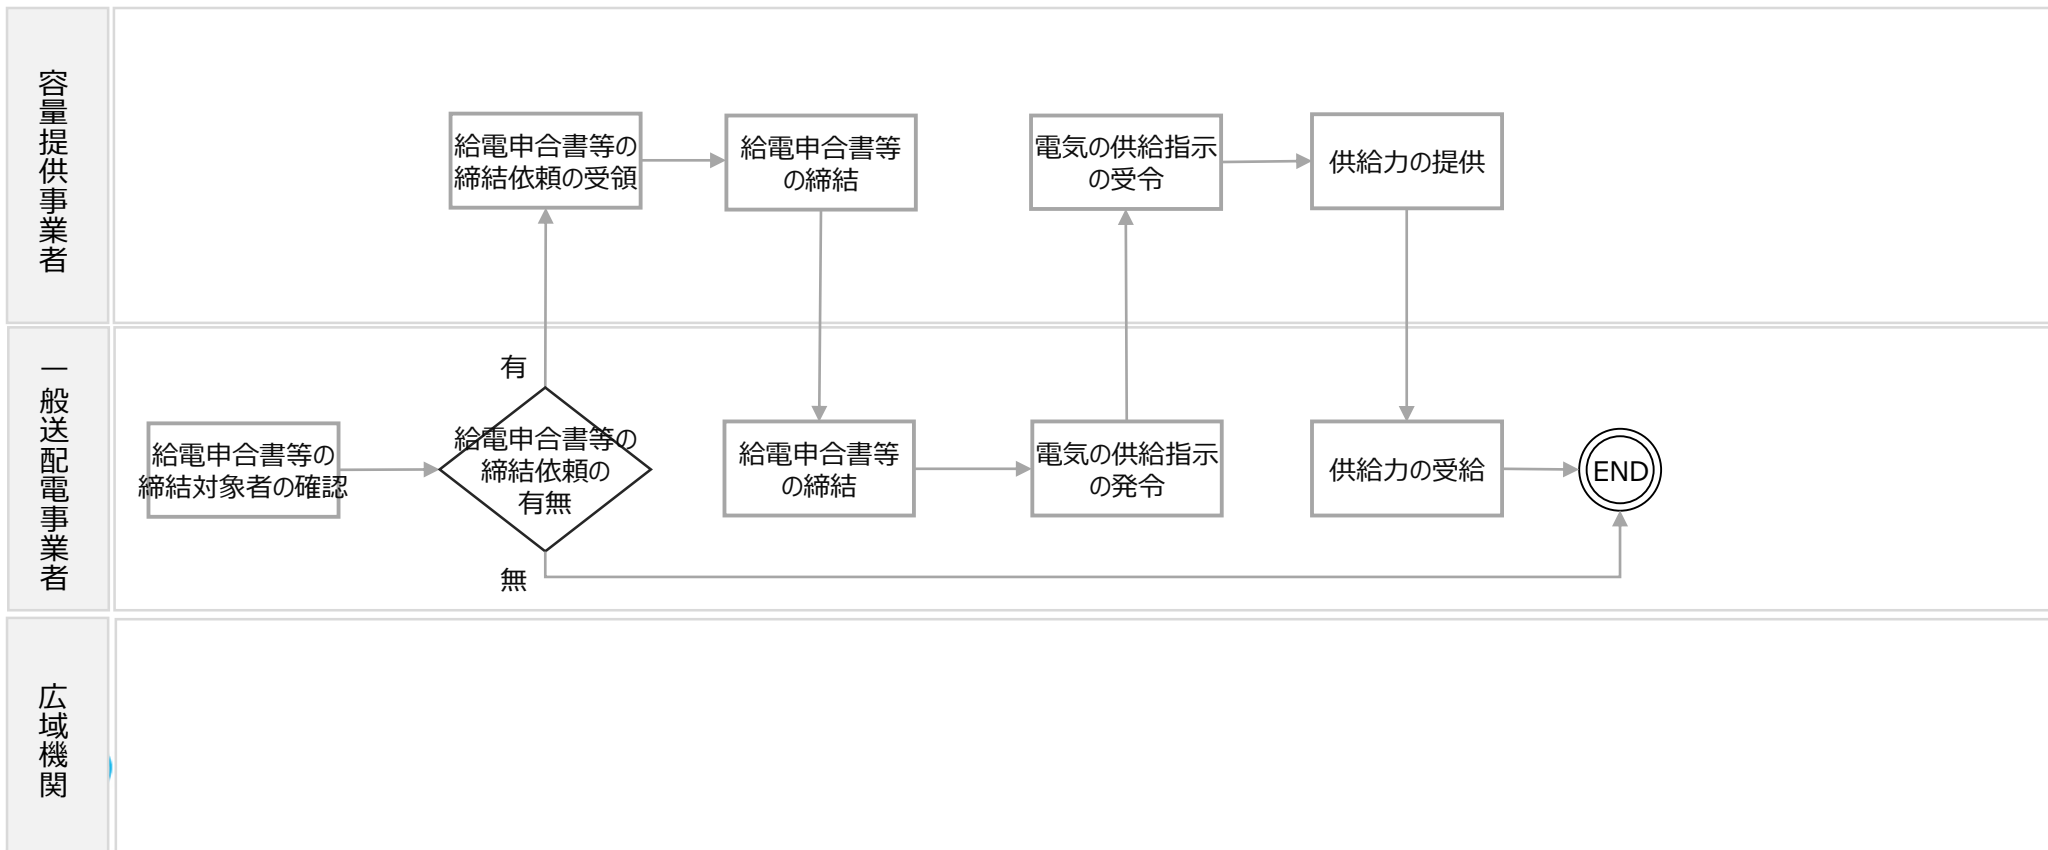 容量提供事業者
給電申合書等の
締結依頼の受領
給電申合書等
の締結
電気の供給指示
の受令
供給力の提供
一般送配電事業者
有
給電申合書等の
締結対象者の確認
給電申合書等の
締結依頼の
有無
無
給電申合書等
の締結
電気の供給指示
の発令
供給力の受給
END
広域機関